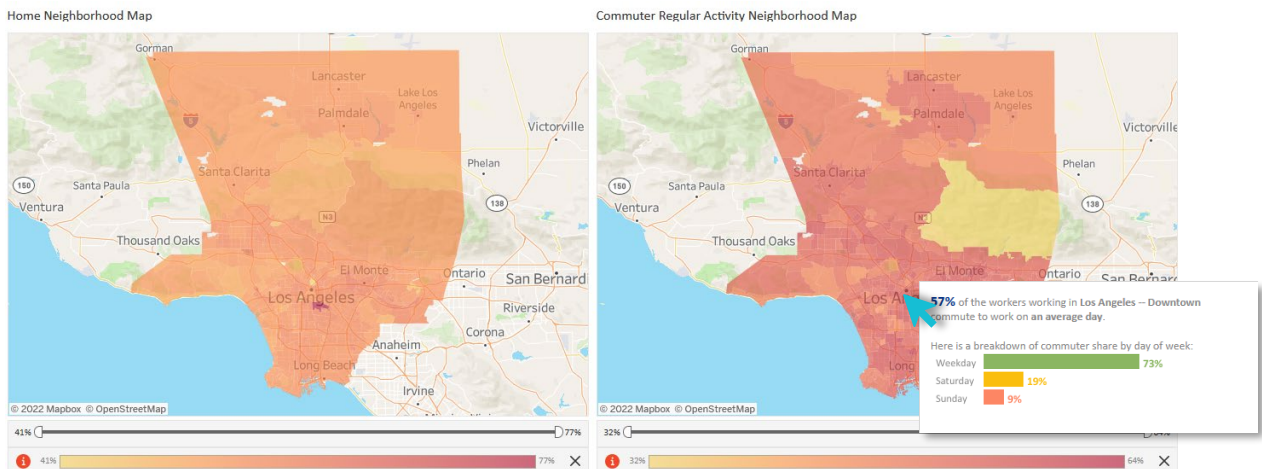 Home Neighborhood Map
Gorman
Lancaster
Lake Los
Angeles
Palmdale
5
Victorville
Phelan
Santa Clarita
150
Santa Paula
138
Ventura
N3
Thousand Oaks
El Monte
Ontario
San Bernard
Los Angeles
Riverside
Corona
Anaheim
Long Beach
Irvine
© 2022 Mapbox © OpenStreetMap
41%
77%
41%
77%
Commuter Regular Activity Neighborhood Map
Gorman
Lancaster
Lake Los
Angeles
Palmdale
5
Victorville
Phelan
Santa Clarita
150
Santa Paula
138
Ventura
Thousand Oaks
El Monte
Ontario
San Bernar
Los An
Long
57% of the workers working in Los Angeles – Downtown
commute to work on an average day.
Here is a breakdown of commuter share by day of week:
Weekday 73%
Saturday 19%
Sunday 9%
© 2022 Mapbox © OpenStreetMap
32%
32%
64%